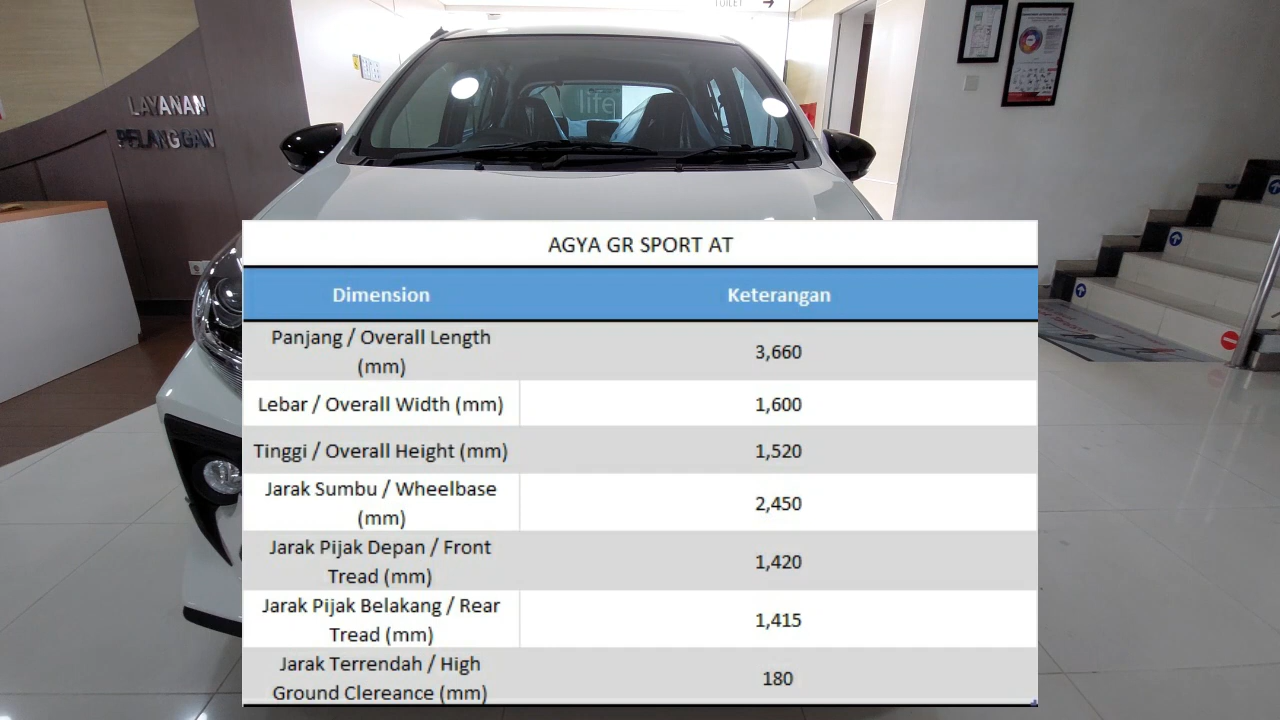 TOILET
LAYANAN
PELANGGAN
life
AGYA GR SPORT AT
Dimension Keterangan
Panjang / Overall Length
(mm) 3,660
Lebar / Overall Width (mm) 1,600
Tinggi / Overall Height (mm) 1,520
Jarak Sumbu / Wheelbase
(mm) 2,450
Jarak Pijak Depan / Front
Tread (mm) 1,420
Jarak Pijak Belakang / Rear
Tread (mm) 1,415
Jarak Terrendah / High
Ground Clereance (mm) 180